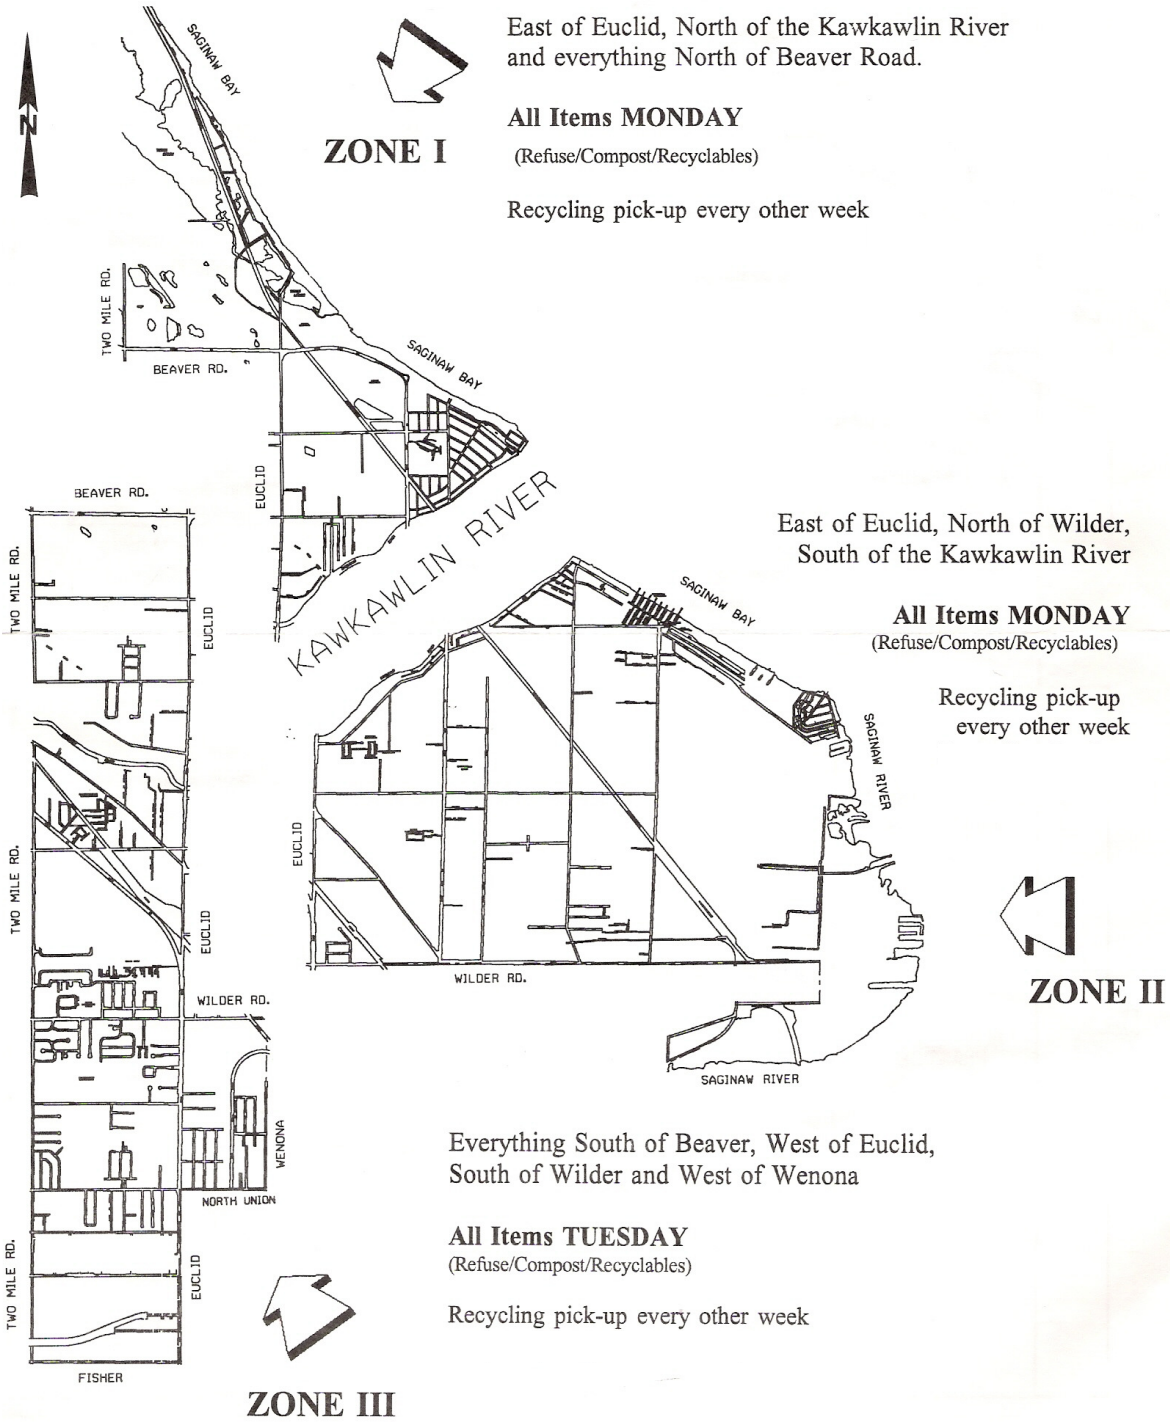 N
SAGINAW BAY
East of Euclid, North of the Kawkawlin River
and everything North of Beaver Road.
All Items MONDAY
(Refuse/Compost/Recyclables)
Recycling pick-up every other week
ZONE I
TWO MILE RD.
BEAVER RD.
SAGINAW BAY
EUCLID
KAWKAWLIN RIVER
BEAVER RD.
TWO MILE RD.
EUCLID
East of Euclid, North of Wilder,
South of the Kawkawlin River
All Items MONDAY
(Refuse/Compost/Recyclables)
Recycling pick-up
every other week
SAGINAW BAY
SAGINAW RIVER
EUCLID
WILDER RD.
ZONE II
SAGINAW RIVER
TWO MILE RD.
EUCLID
WILDER RD.
WENONA
NORTH UNION
Everything South of Beaver, West of Euclid,
South of Wilder and West of Wenona
All Items TUESDAY
(Refuse/Compost/Recyclables)
Recycling pick-up every other week
TWO MILE RD.
EUCLID
FISHER
ZONE III